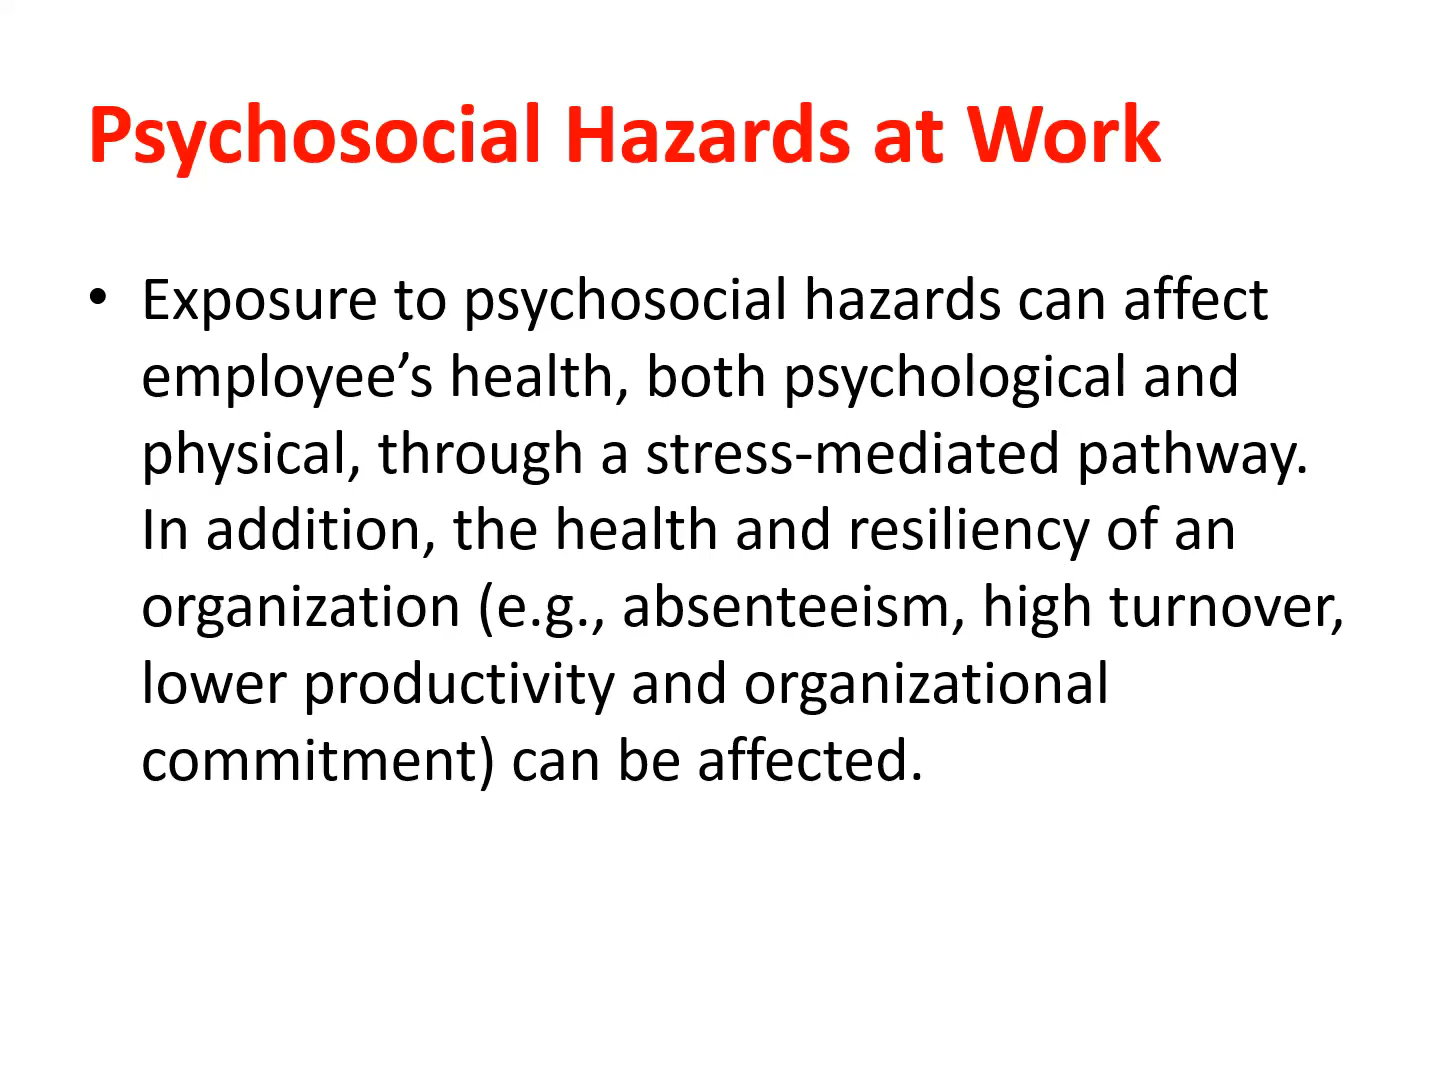 Psychosocial Hazards at Work
• Exposure to psychosocial hazards can affect
employee’s health, both psychological and
physical, through a stress-mediated pathway.
In addition, the health and resiliency of an
organization (e.g., absenteeism, high turnover,
lower productivity and organizational
commitment) can be affected.